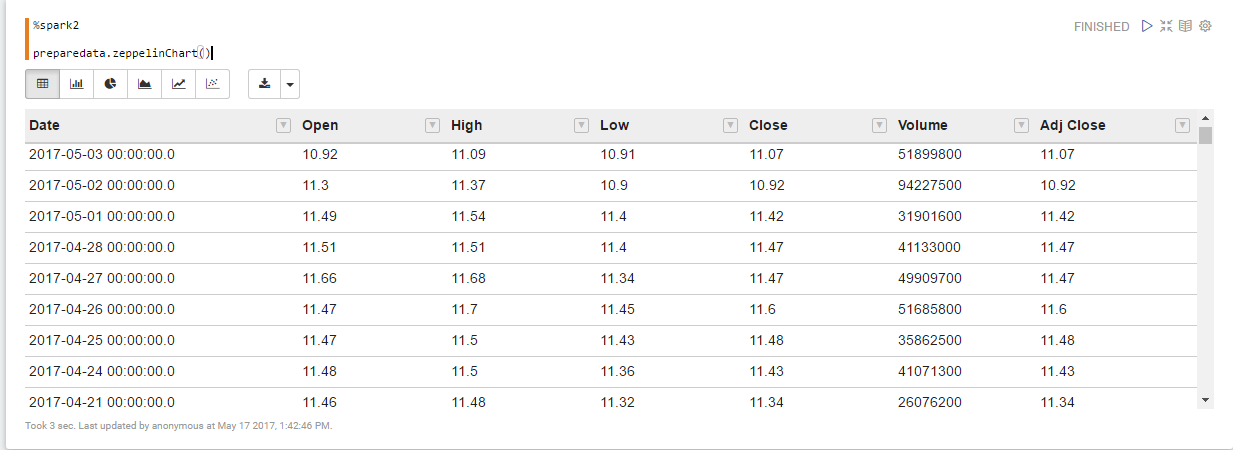 %spark2
FINISHED
preparedata.zeppelinChart()
Date Open High Low Close Volume Adj Close
2017-05-03 00:00:00.0 10.92 11.09 10.91 11.07 51899800 11.07
2017-05-02 00:00:00.0 11.3 11.37 10.9 10.92 94227500 10.92
2017-05-01 00:00:00.0 11.49 11.54 11.4 11.42 31901600 11.42
2017-04-28 00:00:00.0 11.51 11.51 11.4 11.47 41133000 11.47
2017-04-27 00:00:00.0 11.66 11.68 11.34 11.47 49909700 11.47
2017-04-26 00:00:00.0 11.47 11.7 11.45 11.6 51685800 11.6
2017-04-25 00:00:00.0 11.47 11.5 11.43 11.48 35862500 11.48
2017-04-24 00:00:00.0 11.48 11.5 11.36 11.43 41071300 11.43
2017-04-21 00:00:00.0 11.46 11.48 11.32 11.34 26076200 11.34
Took 3 sec. Last updated by anonymous at May 17 2017, 1:42:46 PM.